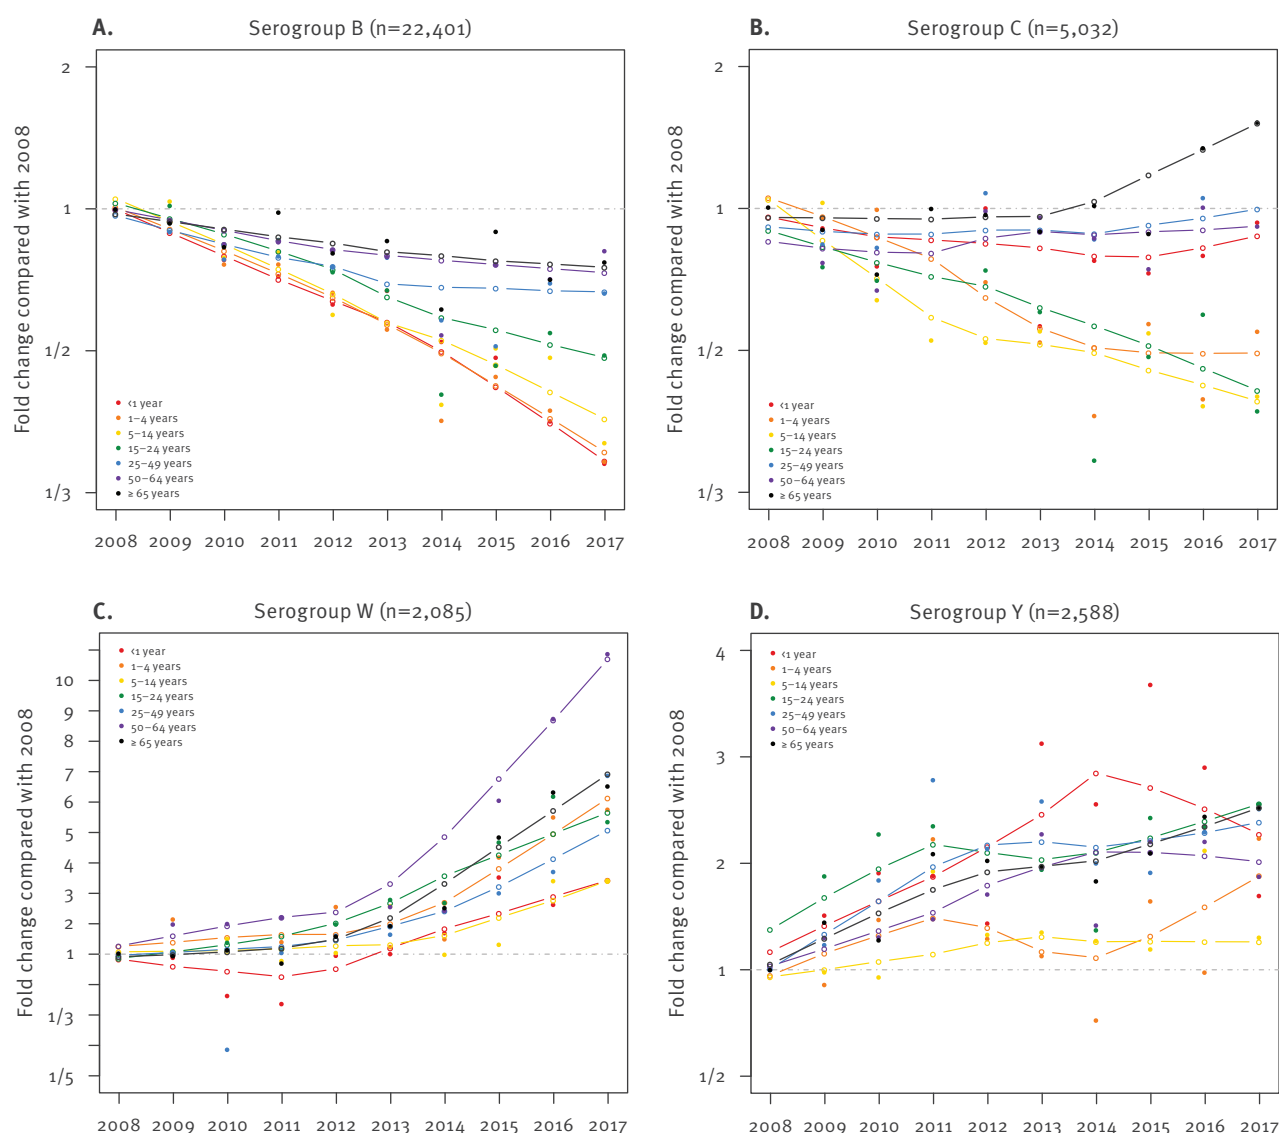 A. Serogroup B (n=22,401)
Fold change compared with 2008
2
1
1/2
1/3
<1 year
1–4 years
5–14 years
15–24 years
25–49 years
50–64 years
≥ 65 years
2008 2009 2010 2011 2012 2013 2014 2015 2016 2017
B. Serogroup C (n=5,032)
Fold change compared with 2008
2
1
1/2
1/3
<1 year
1–4 years
5–14 years
15–24 years
25–49 years
50–64 years
≥ 65 years
2008 2009 2010 2011 2012 2013 2014 2015 2016 2017
C. Serogroup W (n=2,085)
Fold change compared with 2008
10
9
8
7
6
5
4
3
2
1
1/3
1/5
<1 year
1–4 years
5–14 years
15–24 years
25–49 years
50–64 years
≥ 65 years
2008 2009 2010 2011 2012 2013 2014 2015 2016 2017
D. Serogroup Y (n=2,588)
Fold change compared with 2008
4
3
2
1
1/2
<1 year
1–4 years
5–14 years
15–24 years
25–49 years
50–64 years
≥ 65 years
2008 2009 2010 2011 2012 2013 2014 2015 2016 2017